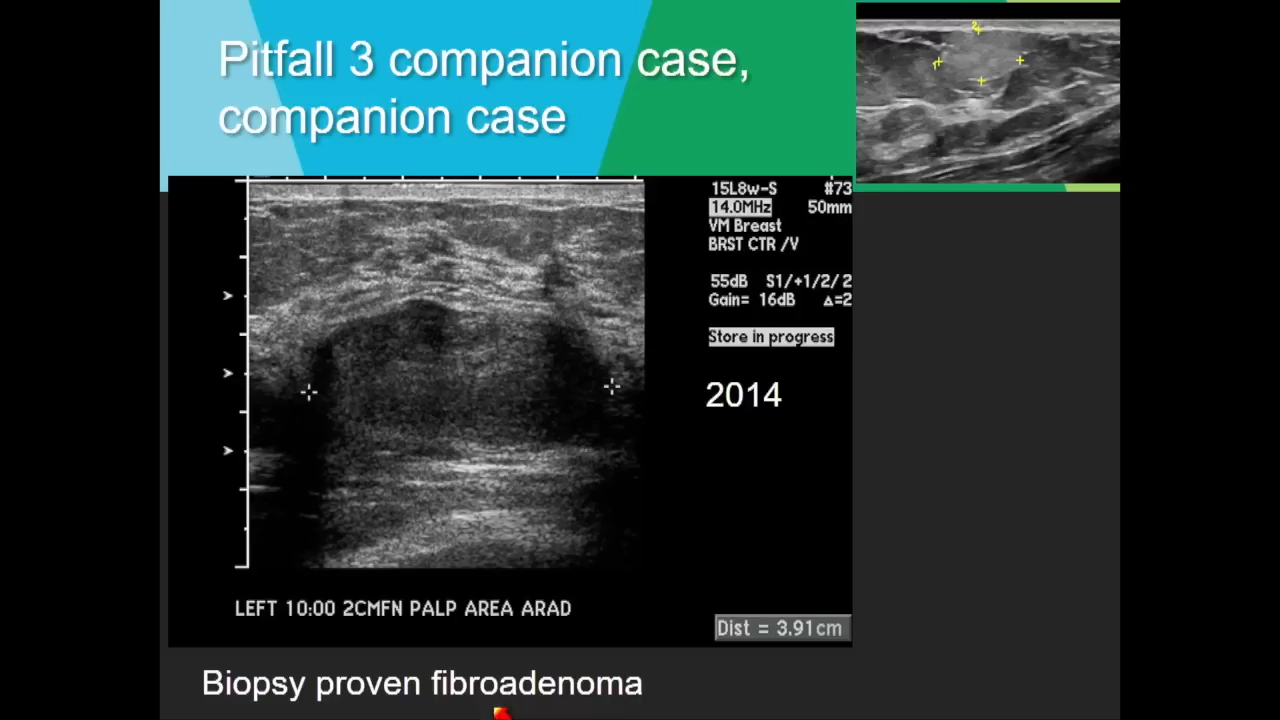 Pitfall 3 companion case,
companion case
15L8w-S #73
14.0MHz 50mm
VM Breast
BRST CTR /V
55dB S1/+1/2/2
Gain= 16dB Δ=2
Store in progress
2014
LEFT 10:00 2CMFN PALP AREA ARAD
Dist = 3.91cm
Biopsy proven fibroadenoma